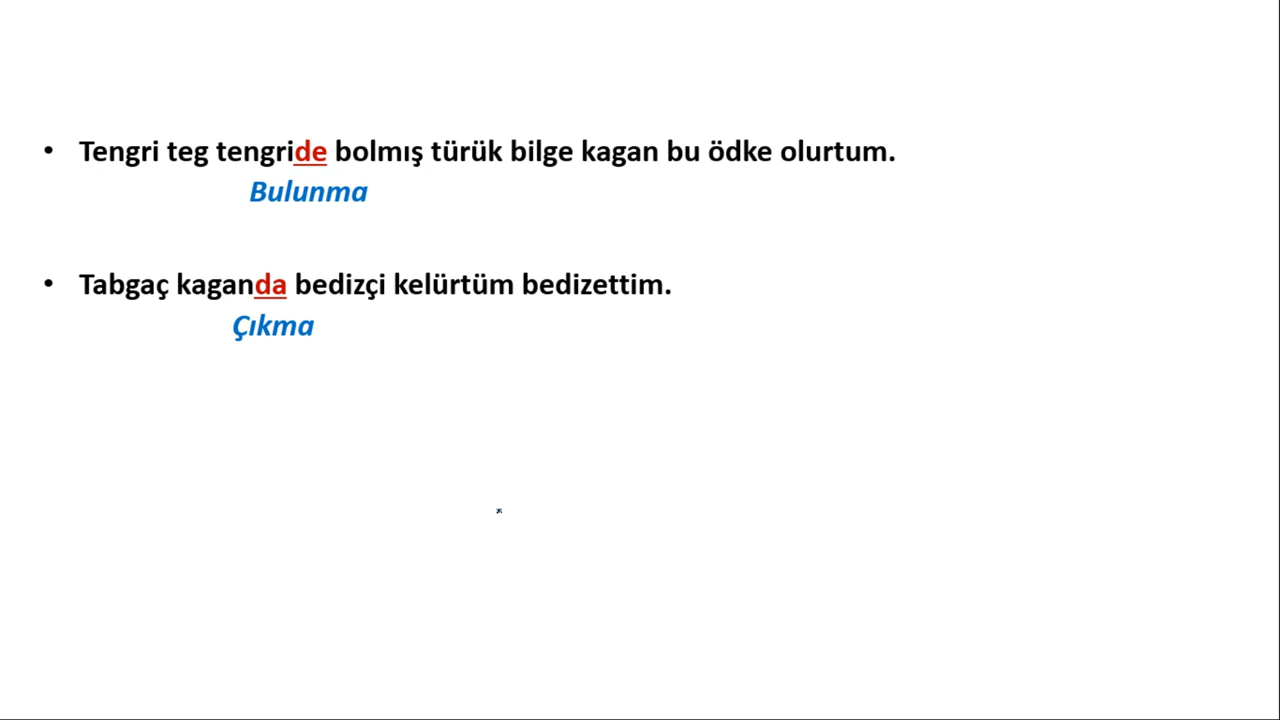 • Tengri teg tengride bolmış türük bilge kagan bu ödke olurtum.
Bulunma
• Tabgaç kaganda bedizçi kelürtüm bedizettim.
Çıkma